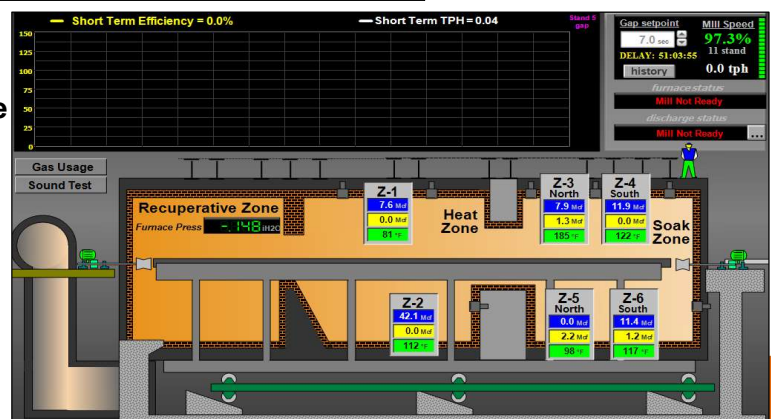 Short Term Efficiency = 0.0%
Short Term TPH = 0.04
Stand 5
gap
150
125
100
75
50
25
0
Gap setpoint
7.0 sec
DELAY: 51:03:55
history
Mill Speed
97.3%
11 stand
0.0 tph
furnace status
Mill Not Ready
discharge status
Mill Not Ready
...
e
Gas Usage
Sound Test
Recuperative Zone
Furnace Press
-.148 iH2O
Z-1
7.6 Mcf
0.0 Mcf
81 °F
Heat
Zone
Z-3
North
7.9 Mcf
1.3 Mcf
185 °F
Z-4
South
11.9 Mcf
0.0 Mcf
122 °F
Soak
Zone
Z-2
42.1 Mcf
0.0 Mcf
112 °F
Z-5
North
0.0 Mcf
2.2 Mcf
98 °F
Z-6
South
11.4 Mcf
1.2 Mcf
117 °F